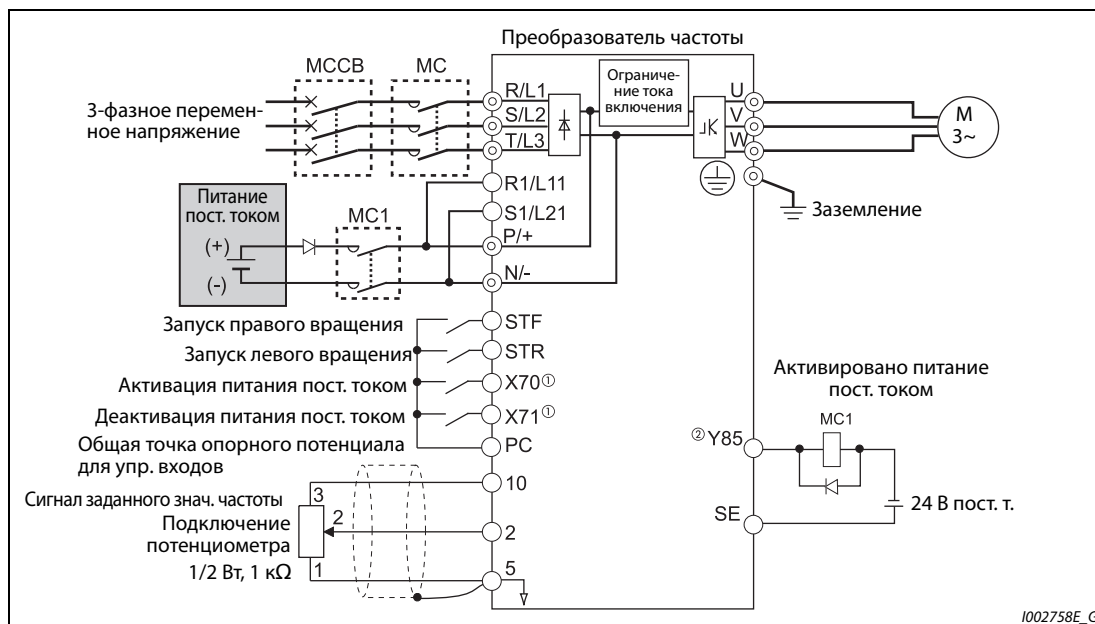 Преобразователь частоты
MCCB
MC
3-фазное перемен-
ное напряжение
R/L1
S/L2
T/L3
Ограниче-
ние тока
включения
U
V
W
M
3~
R1/L11
S1/L21
P/+
N/-
Заземление
Питание
пост. током
(+)
(-)
MC1
Запуск правого вращения
STF
Запуск левого вращения
STR
Активация питания пост. током
X70①
Деактивация питания пост. током
X71①
Общая точка опорного потенциала
для упр. входов
PC
Активировано питание
пост. током
MC1
②Y85
SE
24 В пост. т.
Сигнал заданного знач. частоты
Подключение
потенциометра
1/2 Вт, 1 кΩ
3
2
1
10
2
5
I002758E_G